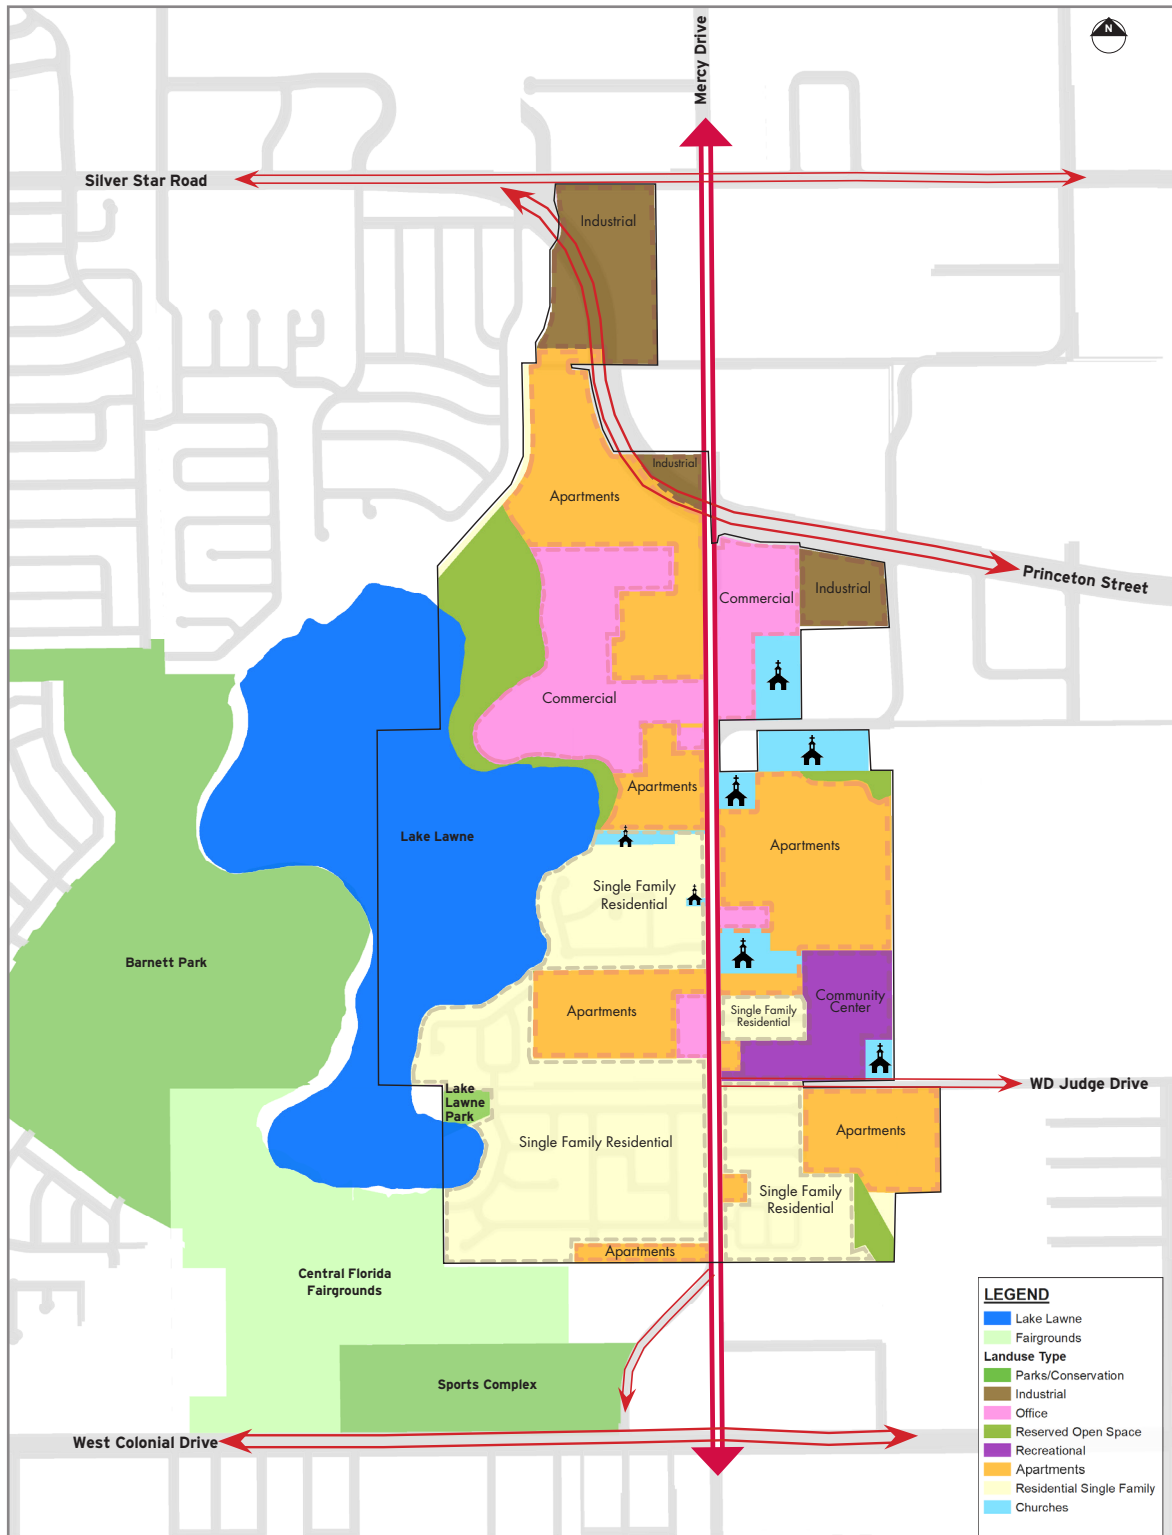 Mercy Drive
N
Silver Star Road
Industrial
Industrial
Apartments
Princeton Street
Commercial
Industrial
Commercial
Apartments
Lake Lawne
Apartments
Single Family
Residential
Barnett Park
Apartments
Community
Center
Single Family
Residential
WD Judge Drive
Lake
Lawne
Park
Single Family Residential
Apartments
Single Family
Residential
Apartments
Central Florida
Fairgrounds
Sports Complex
West Colonial Drive
LEGEND
Lake Lawne
Fairgrounds
Landuse Type
Parks/Conservation
Industrial
Office
Reserved Open Space
Recreational
Apartments
Residential Single Family
Churches